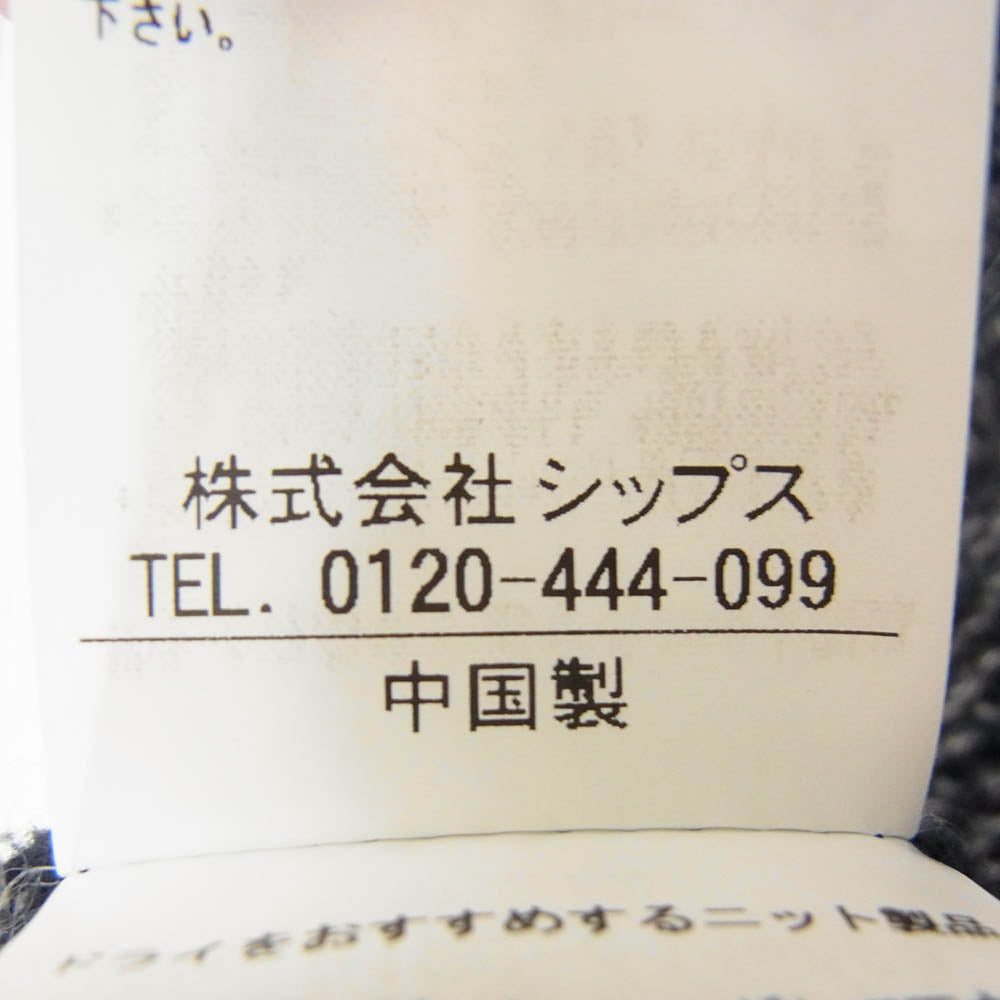 下さい。
株式会社シップス
TEL. 0120-444-099
中国製
ドライをおすすめするニット製品